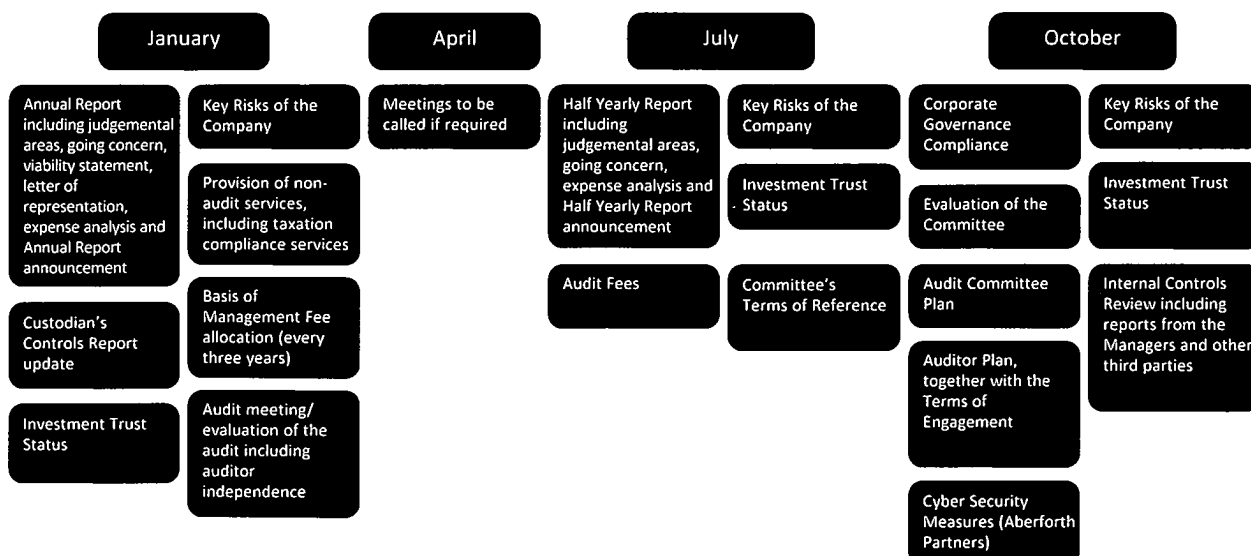 January
Annual Report
including judgemental
areas, going concern,
viability statement,
letter of
representation,
expense analysis and
Annual Report
announcement
Custodian's
Controls Report
update
Investment Trust
Status
Key Risks of the
Company
Provision of non-
audit services,
including taxation
compliance services
Basis of
Management Fee
allocation (every
three years)
Audit meeting/
evaluation of the
audit including
auditor
independence
April
Meetings to be
called if required
July
Half Yearly Report
including
judgemental areas,
going concern,
expense analysis and
Half Yearly Report
announcement
Audit Fees
Key Risks of the
Company
Investment Trust
Status
Committee's
Terms of Reference
October
Corporate
Governance
Compliance
Evaluation of the
Committee
Audit Committee
Plan
Auditor Plan,
together with the
Terms of
Engagement
Cyber Security
Measures (Aberforth
Partners)
Key Risks of the
Company
Investment Trust
Status
Internal Controls
Review including
reports from the
Managers and other
third parties